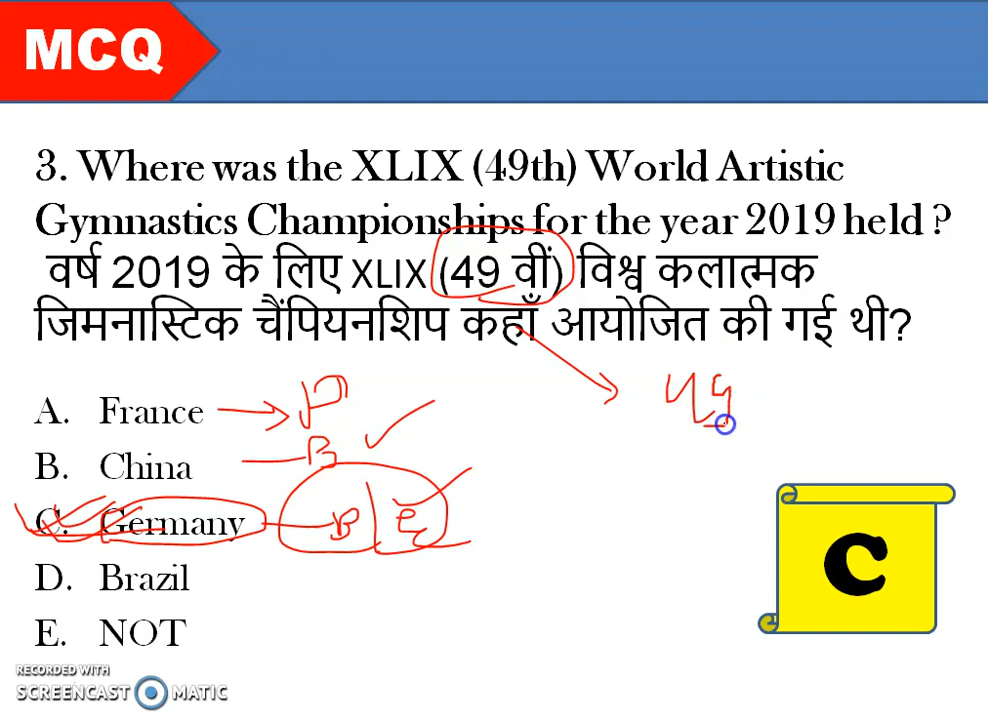 MCQ
3. Where was the XLIX (49th) World Artistic
Gymnastics Championships for the year 2019 held ?
वर्ष 2019 के लिए XLIX (49 वीं) विश्व कलात्मक
जिमनास्टिक चैंपियनशिप कहाँ आयोजित की गई थी?
A. France P
B. China B
C. Germany B E
D. Brazil
E. NOT
C
RECORDED WITH
SCREENCAST MATIC